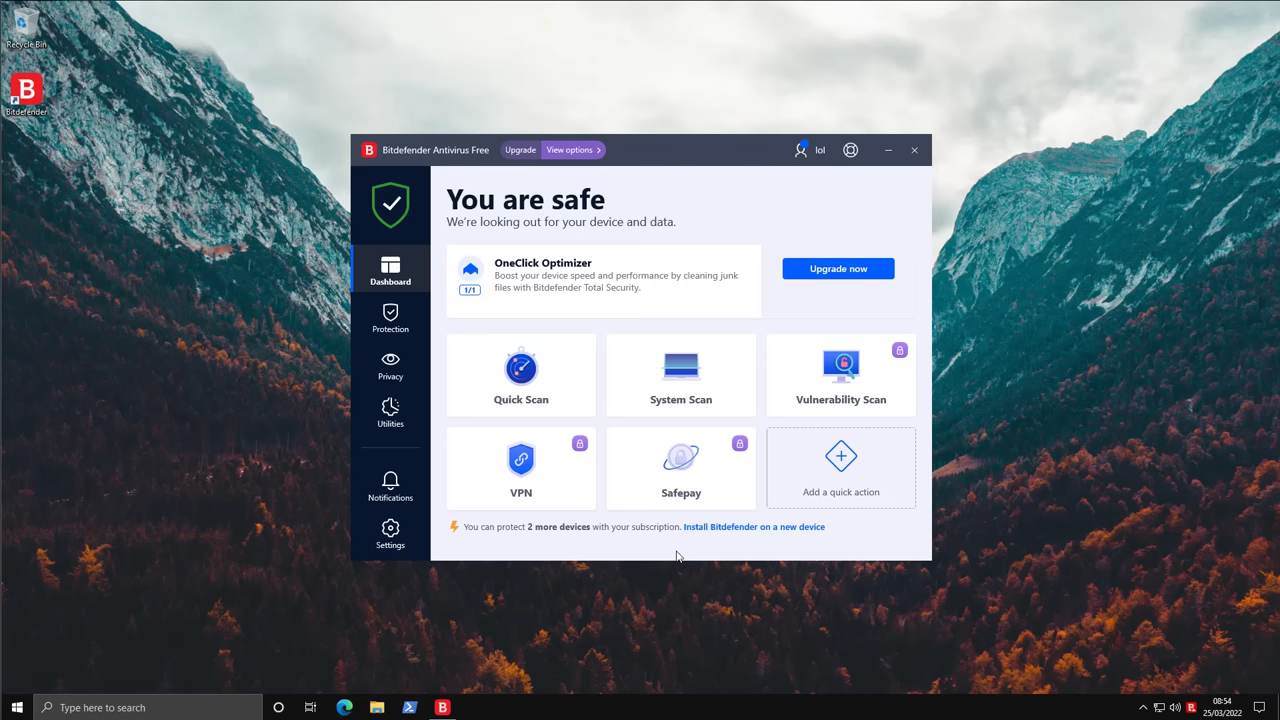 Recycle Bin
B
Bitdefender
B Bitdefender Antivirus Free Upgrade View options lol
You are safe
We're looking out for your device and data.
OneClick Optimizer
Boost your device speed and performance by cleaning junk
files with Bitdefender Total Security.
1/1
Upgrade now
Dashboard
Protection
Privacy
Utilities
Notifications
Settings
Quick Scan
System Scan
Vulnerability Scan
VPN
Safepay
Add a quick action
You can protect 2 more devices with your subscription. Install Bitdefender on a new device
Type here to search
B
B
08:54
25/03/2022